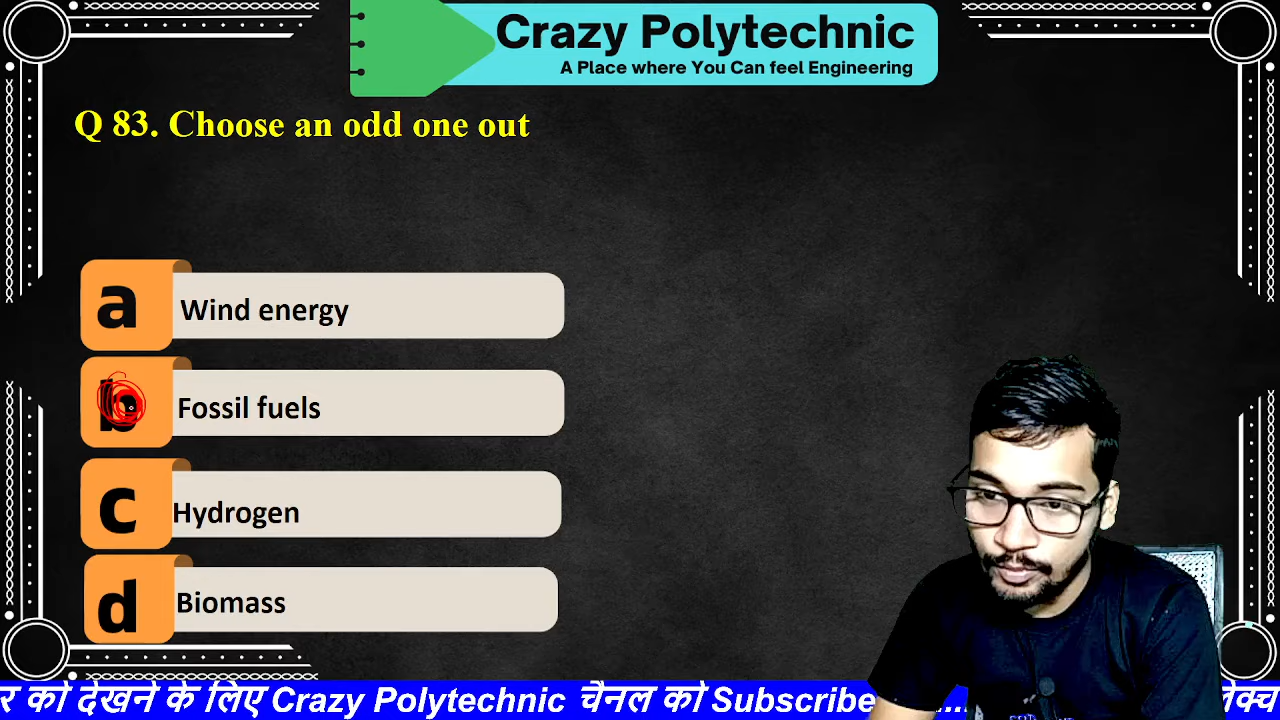 Crazy Polytechnic
A Place where You Can feel Engineering
Q 83. Choose an odd one out
a Wind energy
b Fossil fuels
c Hydrogen
d Biomass
को देखने के लिए Crazy Polytechnic चैनल को Subscribe